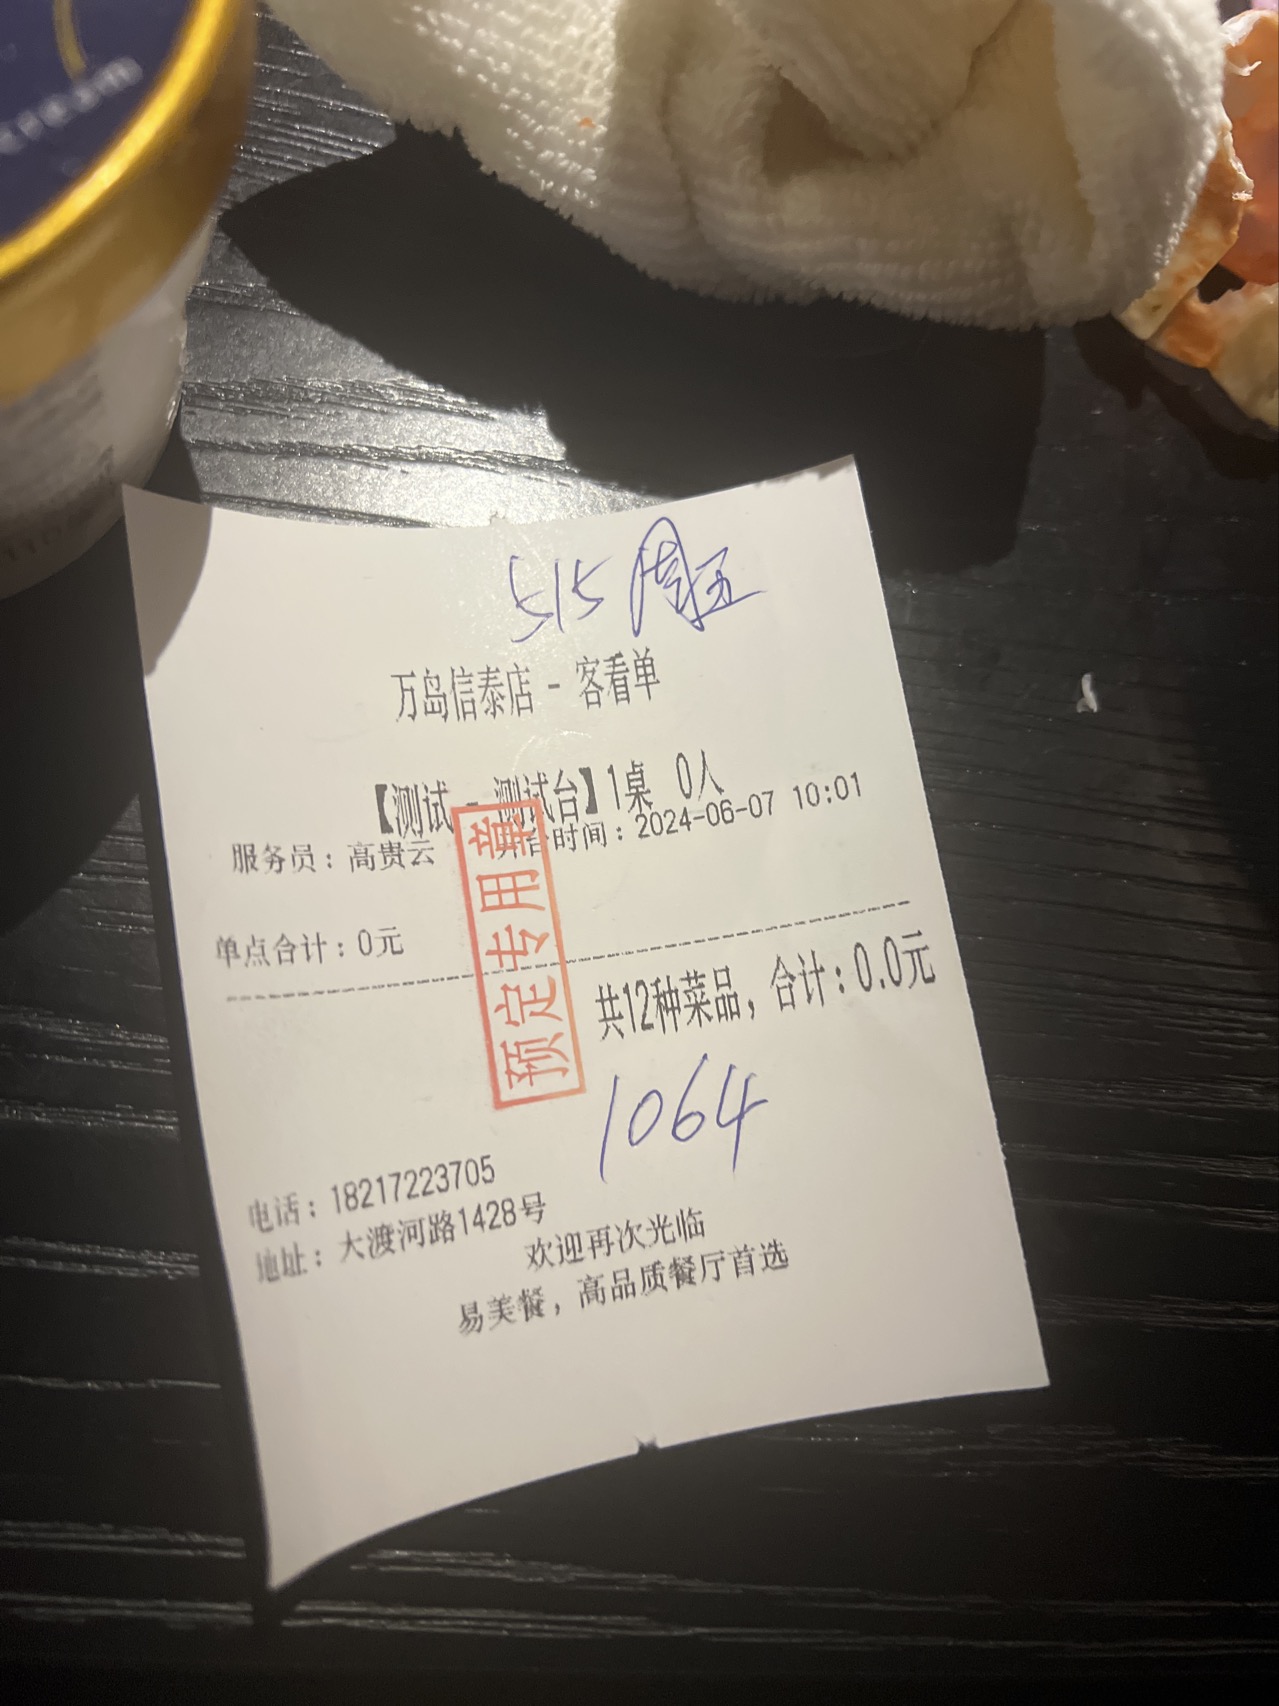 cream
515 周五
万岛信泰店 - 客看单
【测试 - 测试台】1桌 0人
服务员：高贵云 开台时间：2024-06-07 10:01
单点合计：0元
共12种菜品，合计：0.0元
预定专用章
1064
电话：18217223705
地址：大渡河路1428号
欢迎再次光临
易美餐，高品质餐厅首选